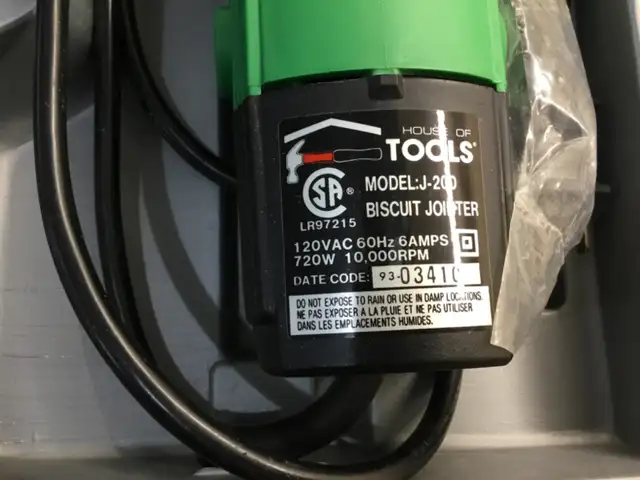 HOUSE OF
TOOLS®
CSA ®
LR97215
MODEL:J-200
BISCUIT JOINTER
120VAC 60Hz 6AMPS
720W 10,000RPM
DATE CODE: 93-03410
DO NOT EXPOSE TO RAIN OR USE IN DAMP LOCATIONS.
NE PAS EXPOSER A LA PLUIE ET NE PAS UTILISER
DANS LES EMPLACEMENTS HUMIDES.